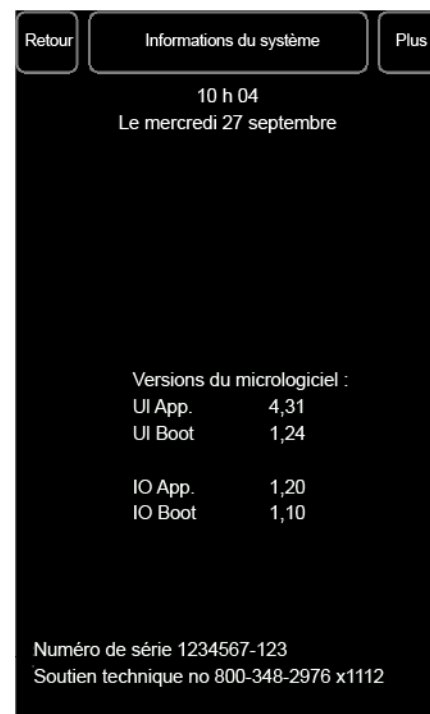 Retour Informations du système Plus
10 h 04
Le mercredi 27 septembre
Versions du micrologiciel :
UI App. 4,31
UI Boot 1,24
IO App. 1,20
IO Boot 1,10
Numéro de série 1234567-123
Soutien technique no 800-348-2976 x1112